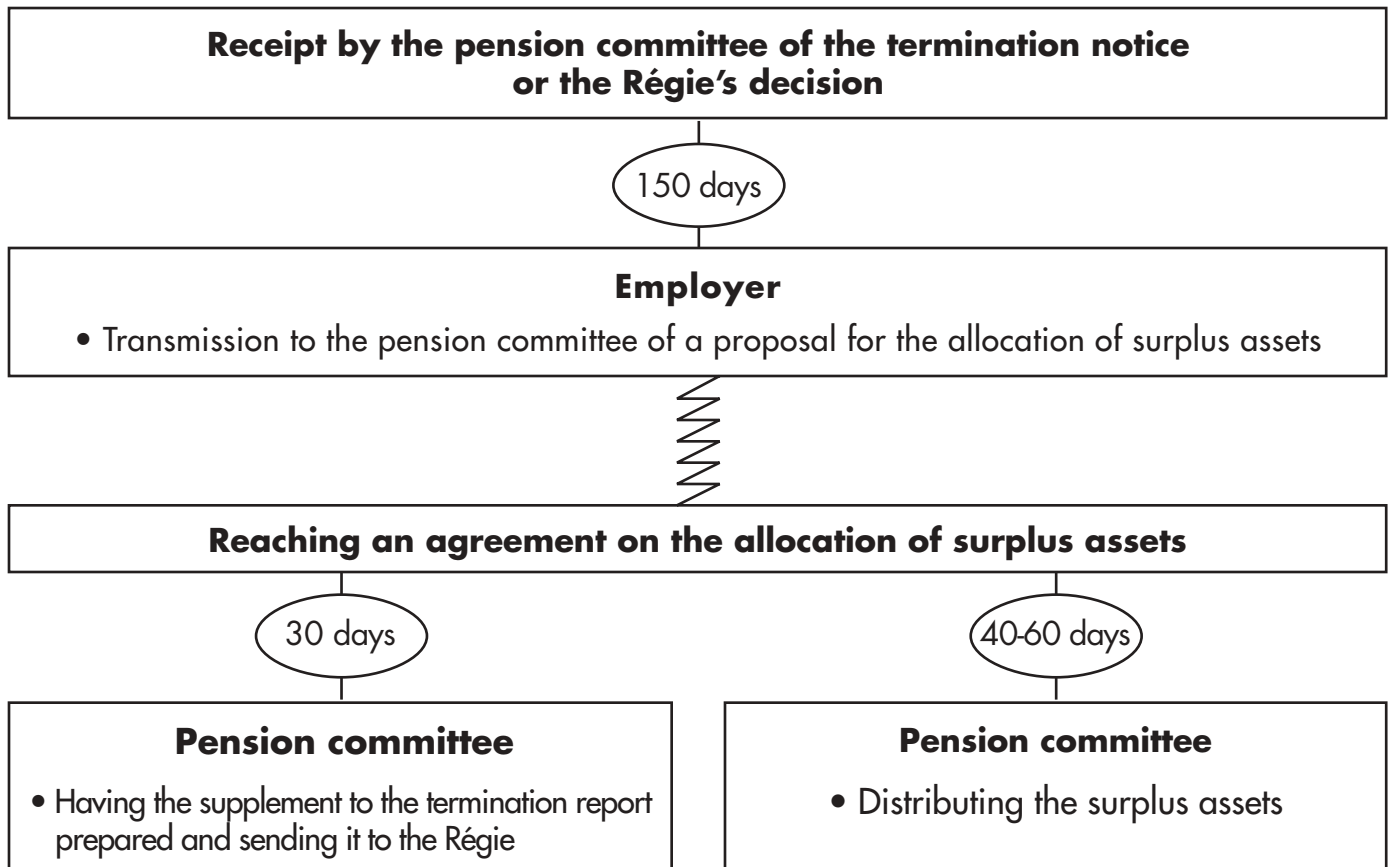 Receipt by the pension committee of the termination notice
or the Régie's decision
150 days
Employer
• Transmission to the pension committee of a proposal for the allocation of surplus assets
Reaching an agreement on the allocation of surplus assets
30 days
40-60 days
Pension committee
• Having the supplement to the termination report
prepared and sending it to the Régie
Pension committee
• Distributing the surplus assets